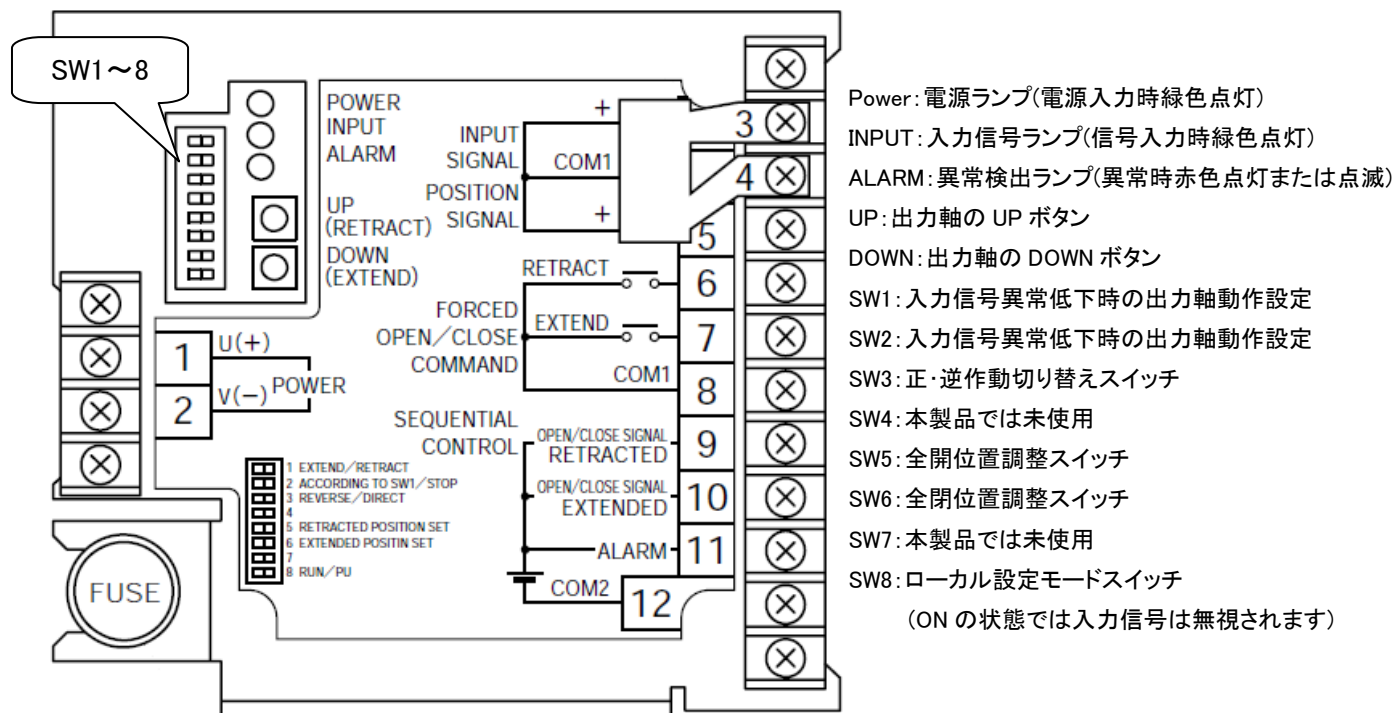 SW1～8
POWER
INPUT
ALARM
UP
(RETRACT)
DOWN
(EXTEND)
INPUT
SIGNAL
+
COM1
POSITION
SIGNAL
+
3
4
5
RETRACT
6
FORCED
OPEN／CLOSE
COMMAND
EXTEND
7
COM1
8
1
U(+)
POWER
2
V(−)
SEQUENTIAL
CONTROL
OPEN/CLOSE SIGNAL
RETRACTED
9
OPEN/CLOSE SIGNAL
EXTENDED
10
ALARM
11
COM2
12
1 EXTEND／RETRACT
2 ACCORDING TO SW1／STOP
3 REVERSE／DIRECT
4
5 RETRACTED POSITION SET
6 EXTENDED POSITIN SET
7
8 RUN／PU
FUSE
Power：電源ランプ(電源入力時緑色点灯)
INPUT：入力信号ランプ(信号入力時緑色点灯)
ALARM：異常検出ランプ(異常時赤色点灯または点滅)
UP：出力軸の UP ボタン
DOWN：出力軸の DOWN ボタン
SW1：入力信号異常低下時の出力軸動作設定
SW2：入力信号異常低下時の出力軸動作設定
SW3：正・逆作動切り替えスイッチ
SW4：本製品では未使用
SW5：全開位置調整スイッチ
SW6：全閉位置調整スイッチ
SW7：本製品では未使用
SW8：ローカル設定モードスイッチ
(ON の状態では入力信号は無視されます)